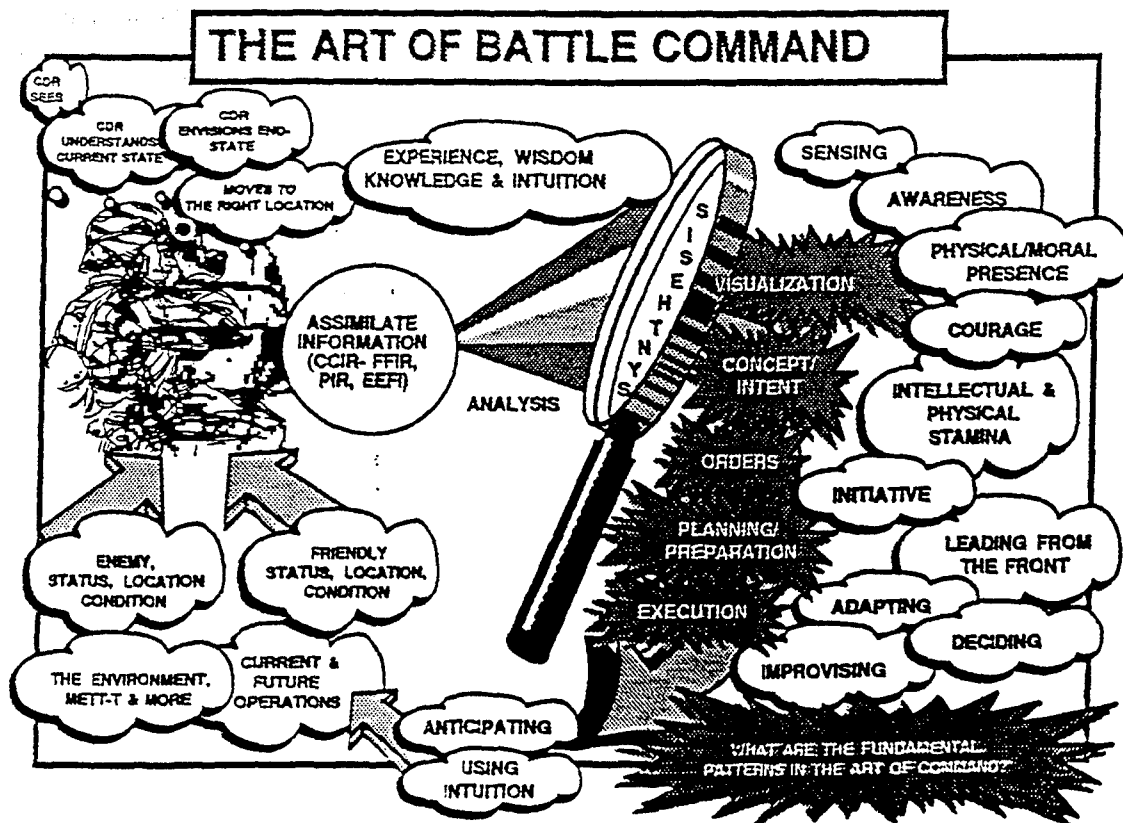 THE ART OF BATTLE COMMAND
CDR
SEES
CDR
UNDERSTANDS
CURRENT STATE
CDR
ENVISIONS END-
STATE
MOVES TO
THE RIGHT LOCATION
EXPERIENCE, WISDOM
KNOWLEDGE & INTUITION
ASSIMILATE
INFORMATION
(CCIR- FFIR,
PIR, EEFI)
ANALYSIS
SYNTHESIS
VISUALIZATION
CONCEPT/
INTENT
ORDERS
PLANNING/
PREPARATION
EXECUTION
SENSING
AWARENESS
PHYSICAL/MORAL
PRESENCE
COURAGE
INTELLECTUAL &
PHYSICAL
STAMINA
INITIATIVE
LEADING FROM
THE FRONT
ADAPTING
DECIDING
IMPROVISING
ENEMY,
STATUS, LOCATION
CONDITION
FRIENDLY
STATUS, LOCATION,
CONDITION
THE ENVIRONMENT,
METT-T & MORE
CURRENT &
FUTURE
OPERATIONS
ANTICIPATING
USING
INTUITION
WHAT ARE THE FUNDAMENTAL
PATTERNS IN THE ART OF COMMAND?